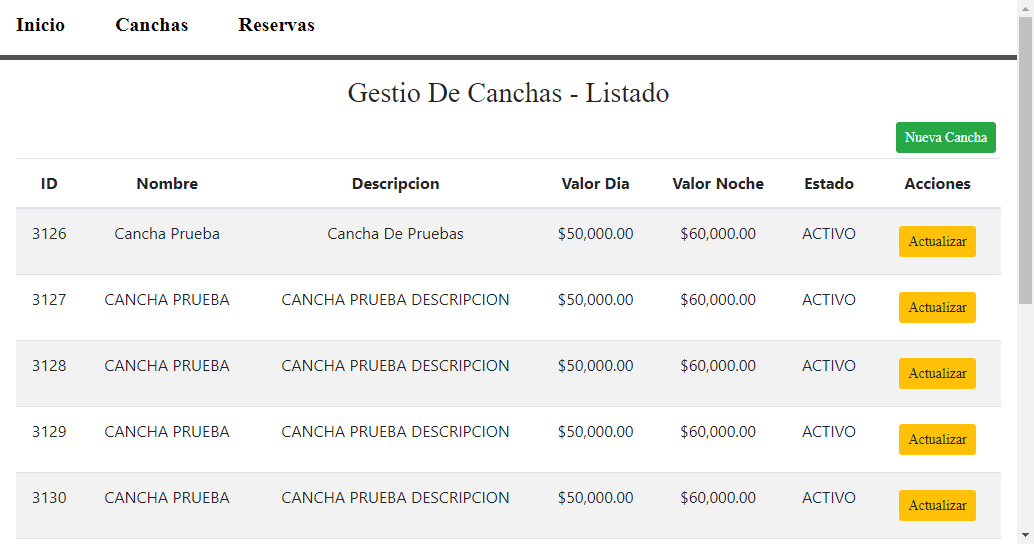 Inicio Canchas Reservas
Gestio De Canchas - Listado
Nueva Cancha
ID Nombre Descripcion Valor Dia Valor Noche Estado Acciones
3126 Cancha Prueba Cancha De Pruebas $50,000.00 $60,000.00 ACTIVO Actualizar
3127 CANCHA PRUEBA CANCHA PRUEBA DESCRIPCION $50,000.00 $60,000.00 ACTIVO Actualizar
3128 CANCHA PRUEBA CANCHA PRUEBA DESCRIPCION $50,000.00 $60,000.00 ACTIVO Actualizar
3129 CANCHA PRUEBA CANCHA PRUEBA DESCRIPCION $50,000.00 $60,000.00 ACTIVO Actualizar
3130 CANCHA PRUEBA CANCHA PRUEBA DESCRIPCION $50,000.00 $60,000.00 ACTIVO Actualizar